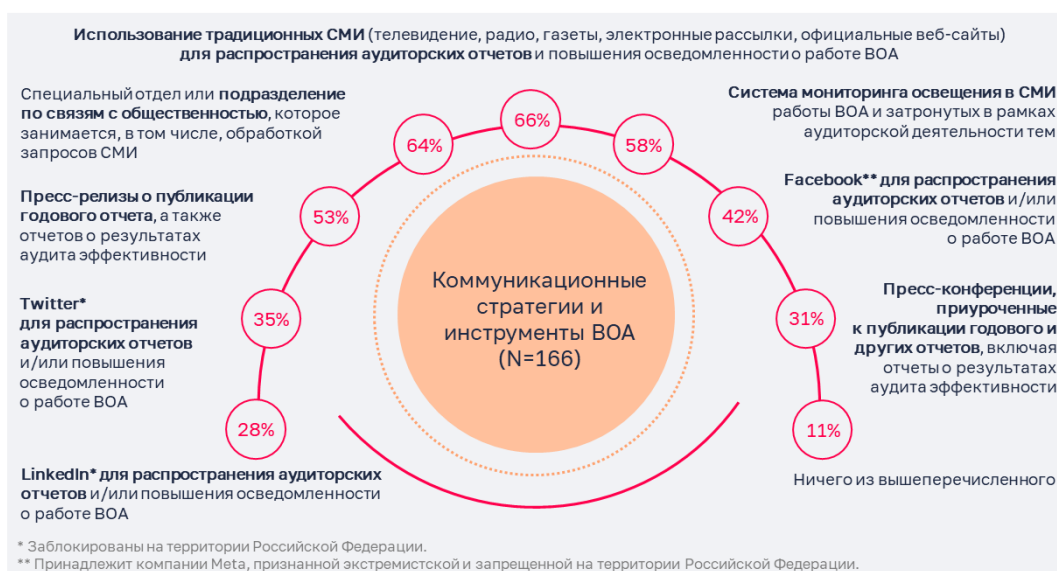 Использование традиционных СМИ (телевидение, радио, газеты, электронные рассылки, официальные веб-сайты)
для распространения аудиторских отчетов и повышения осведомленности о работе ВОА
Специальный отдел или подразделение
по связям с общественностью, которое
занимается, в том числе, обработкой
запросов СМИ
64%
66%
58%
Система мониторинга освещения в СМИ
работы ВОА и затронутых в рамках
аудиторской деятельности тем
Пресс-релизы о публикации
годового отчета, а также
отчетов о результатах
аудита эффективности
53%
42%
Facebook** для распространения
аудиторских отчетов и/или
повышения осведомленности
о работе ВОА
Twitter*
для распространения
аудиторских отчетов
и/или повышения
осведомленности
о работе ВОА
35%
Коммуникационные
стратегии и
инструменты ВОА
(N=166)
31%
Пресс-конференции,
приуроченные
к публикации годового и
других отчетов, включая
отчеты о результатах
аудита эффективности
28%
LinkedIn* для распространения аудиторских
отчетов и/или повышения осведомленности
о работе ВОА
11%
Ничего из вышеперечисленного
* Заблокированы на территории Российской Федерации.
** Принадлежит компании Meta, признанной экстремистской и запрещенной на территории Российской Федерации.